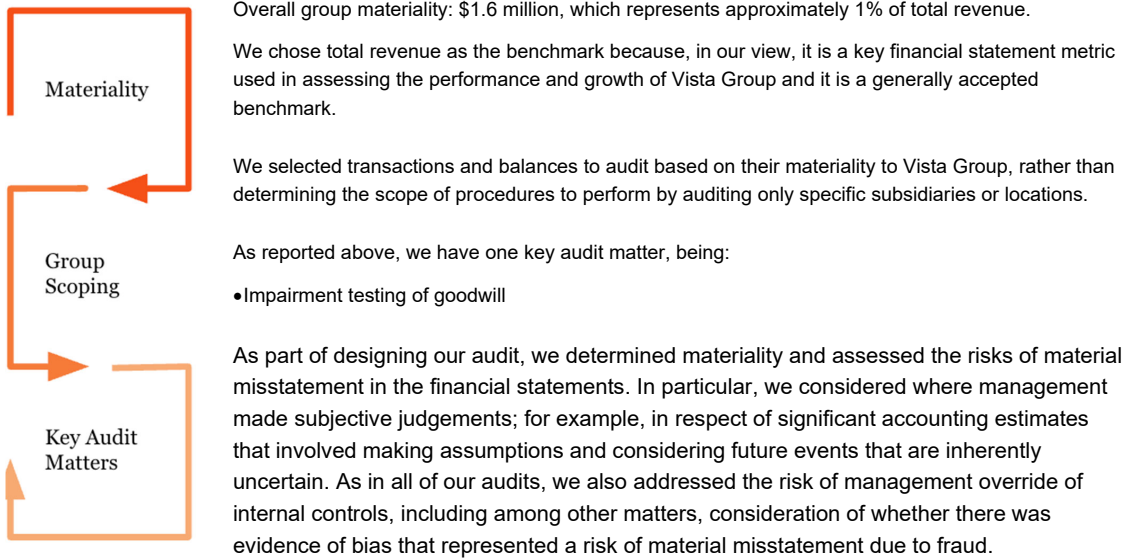 Materiality
Overall group materiality: $1.6 million, which represents approximately 1% of total revenue.
We chose total revenue as the benchmark because, in our view, it is a key financial statement metric
used in assessing the performance and growth of Vista Group and it is a generally accepted
benchmark.
Group
Scoping
We selected transactions and balances to audit based on their materiality to Vista Group, rather than
determining the scope of procedures to perform by auditing only specific subsidiaries or locations.
Key Audit
Matters
As reported above, we have one key audit matter, being:
•Impairment testing of goodwill
As part of designing our audit, we determined materiality and assessed the risks of material
misstatement in the financial statements. In particular, we considered where management
made subjective judgements; for example, in respect of significant accounting estimates
that involved making assumptions and considering future events that are inherently
uncertain. As in all of our audits, we also addressed the risk of management override of
internal controls, including among other matters, consideration of whether there was
evidence of bias that represented a risk of material misstatement due to fraud.